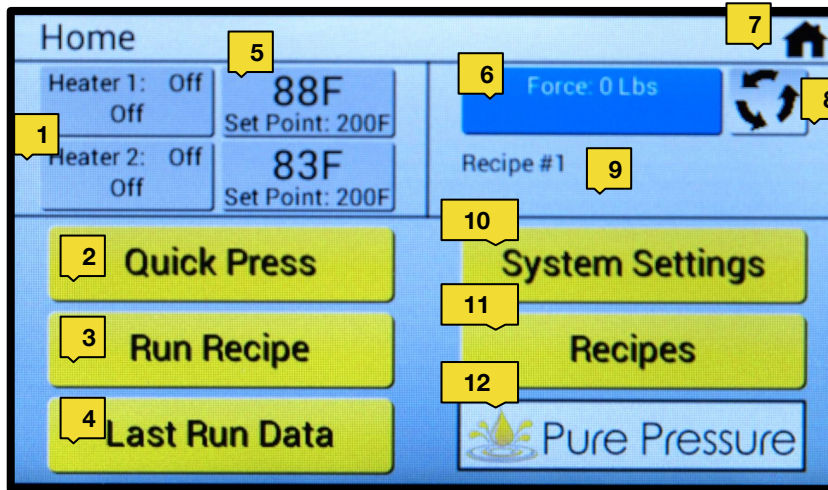 Home
7
5
Heater 1: Off
Off
88F
Set Point: 200F
6
Force: 0 Lbs
8
1
Heater 2: Off
Off
83F
Set Point: 200F
Recipe #1
9
2
Quick Press
10
System Settings
3
Run Recipe
11
Recipes
4
Last Run Data
12
Pure Pressure